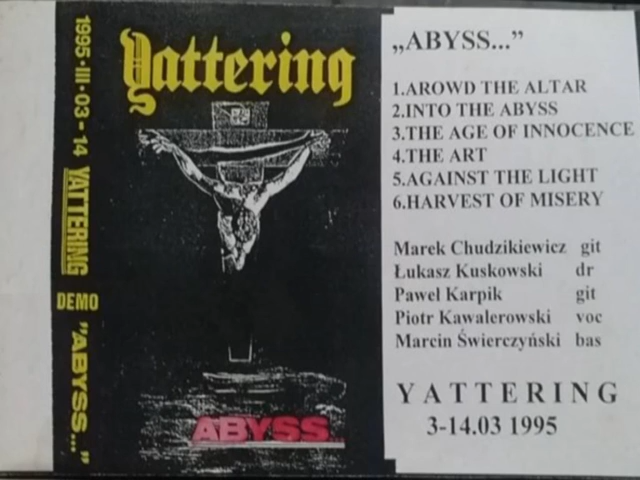 1995·III·03-14 YATTERING DEMO "ABYSS..."
Yattering
ABYSS
„ABYSS...”
1.AROWD THE ALTAR
2.INTO THE ABYSS
3.THE AGE OF INNOCENCE
4.THE ART
5.AGAINST THE LIGHT
6.HARVEST OF MISERY
Marek Chudzikiewicz git
Łukasz Kuskowski dr
Paweł Karpik git
Piotr Kawalerowski voc
Marcin Świerczyński bas
YATTERING
3-14.03 1995